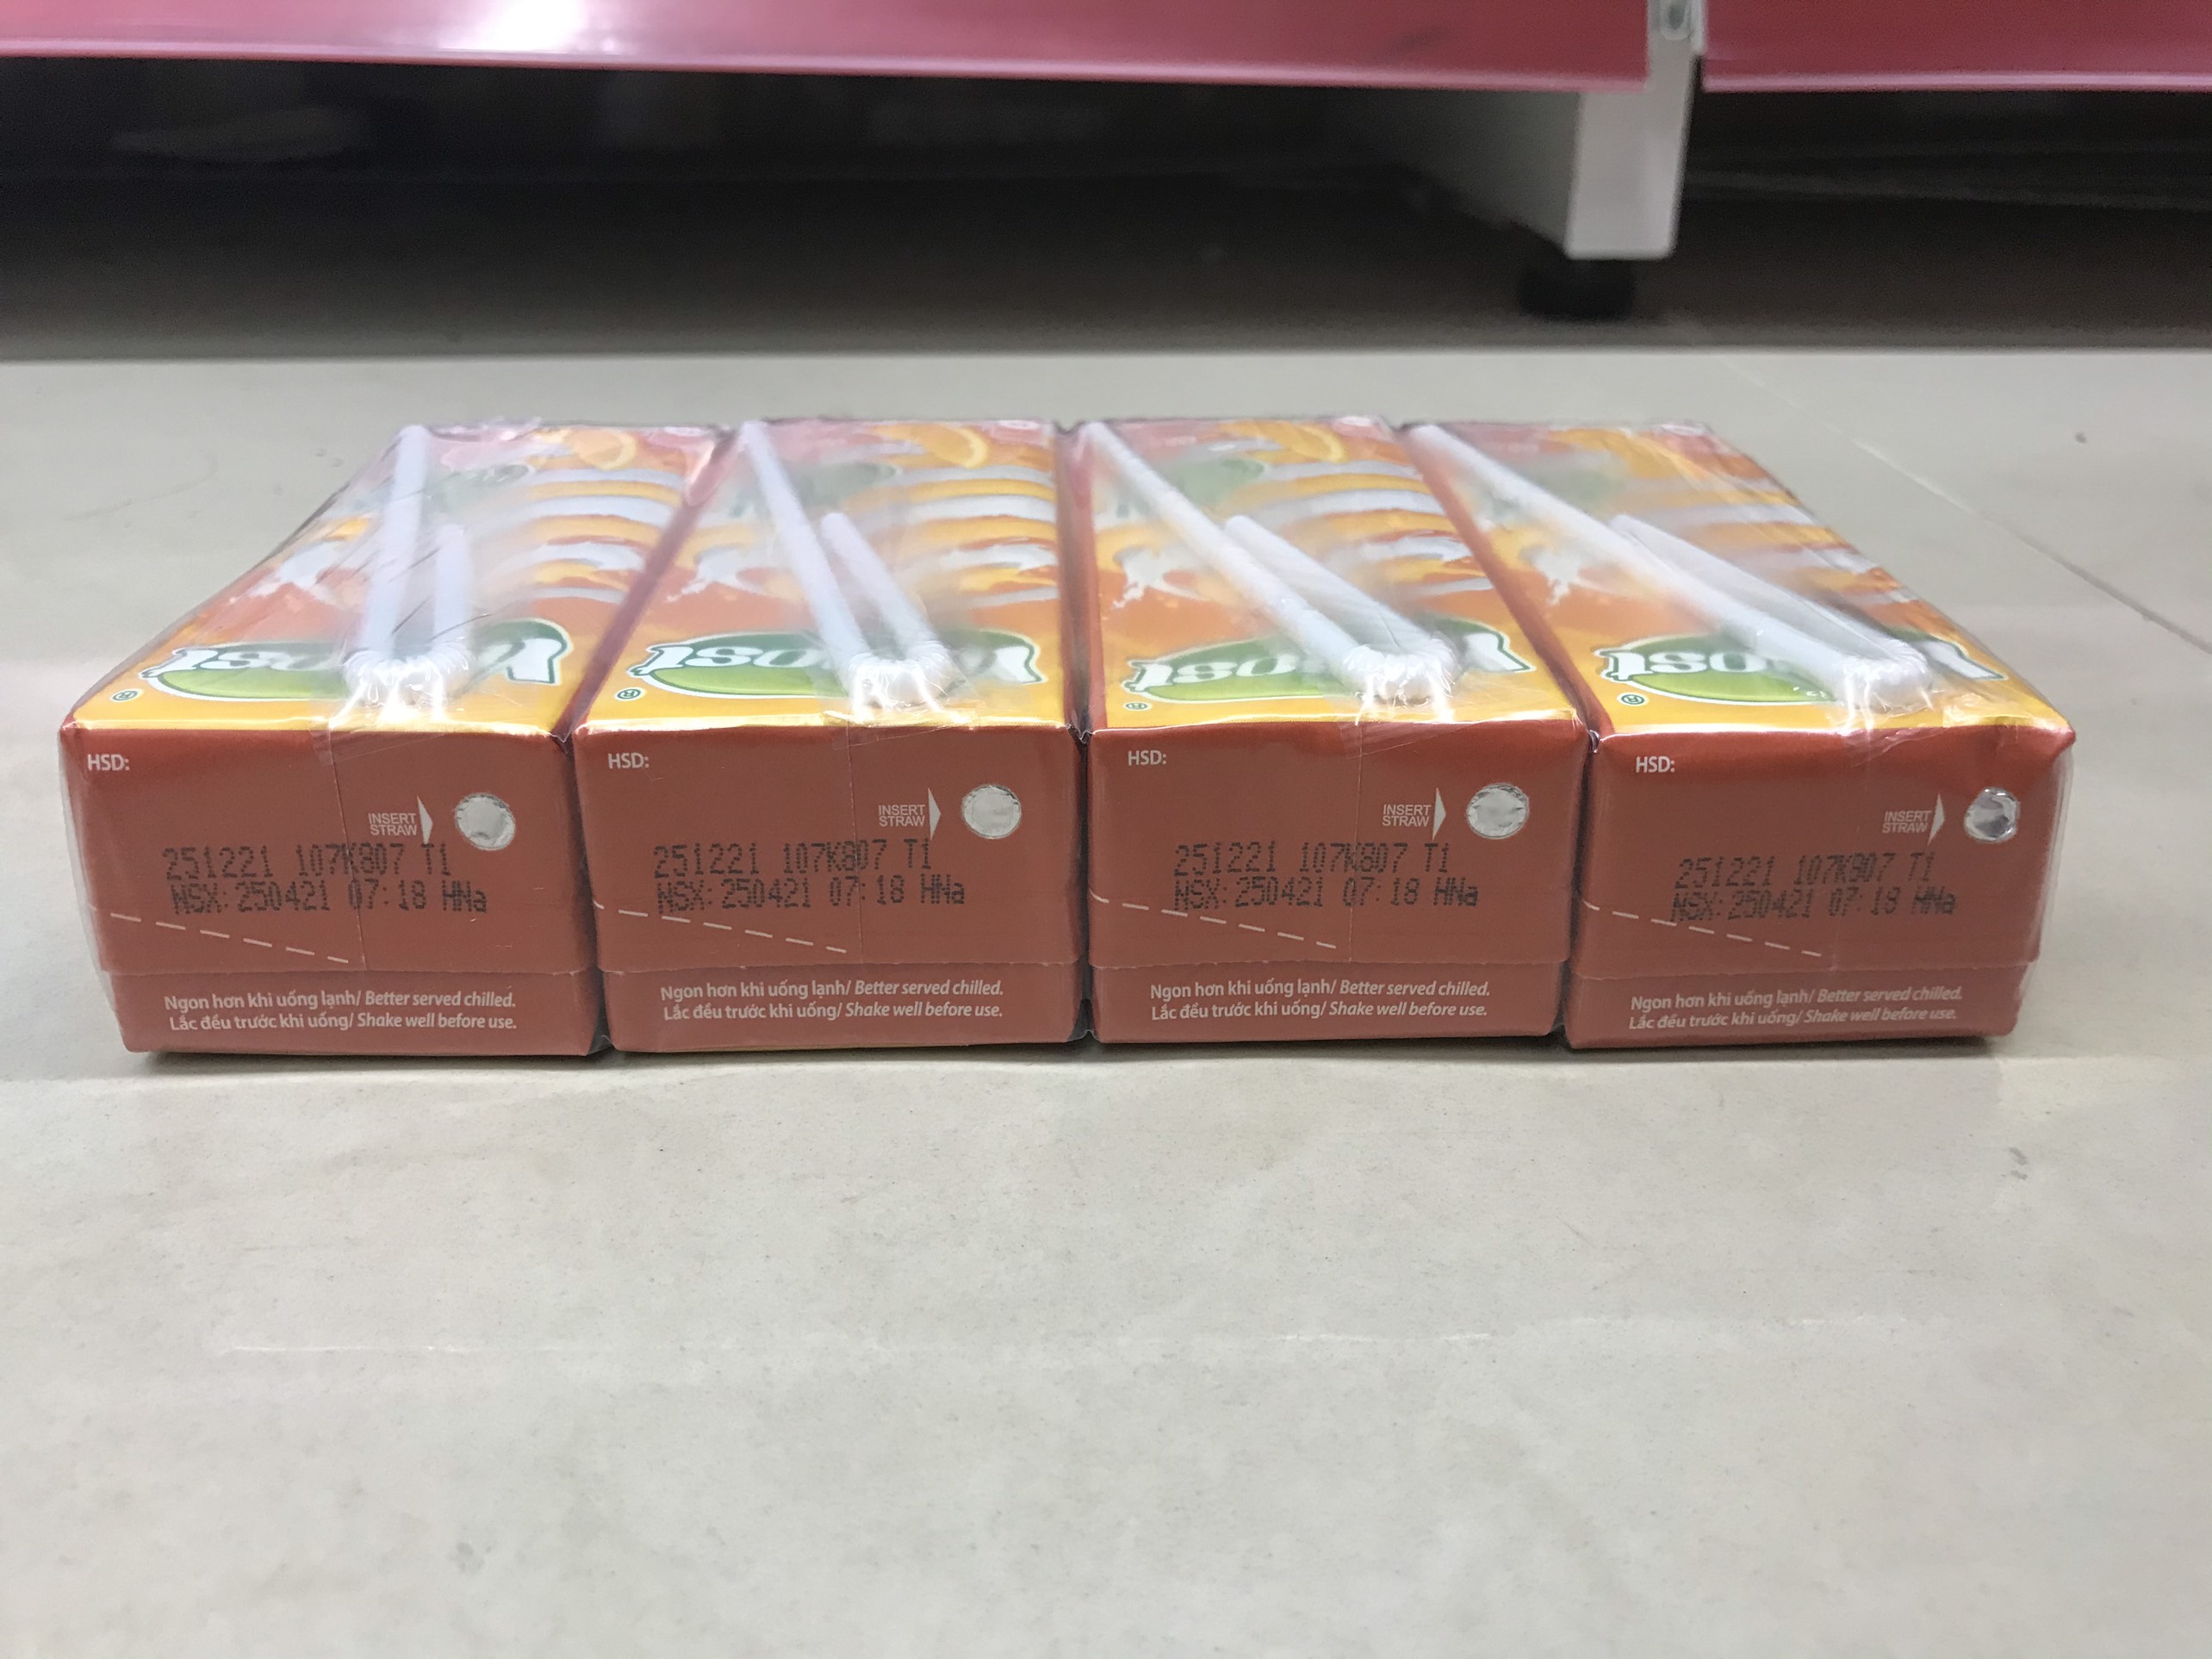 HSD:
INSERT
STRAW
251221 107K807 T1
NSX: 250421 07:18 HNa
Ngon hơn khi uống lạnh/ Better served chilled.
Lắc đều trước khi uống/ Shake well before use.
HSD:
INSERT
STRAW
251221 107K807 T1
NSX: 250421 07:18 HNa
Ngon hơn khi uống lạnh/ Better served chilled.
Lắc đều trước khi uống/ Shake well before use.
HSD:
INSERT
STRAW
251221 107K807 T1
NSX: 250421 07:18 HNa
Ngon hơn khi uống lạnh/ Better served chilled.
Lắc đều trước khi uống/ Shake well before use.
HSD:
INSERT
STRAW
251221 107K807 T1
NSX: 250421 07:18 HNa
Ngon hơn khi uống lạnh/ Better served chilled.
Lắc đều trước khi uống/ Shake well before use.